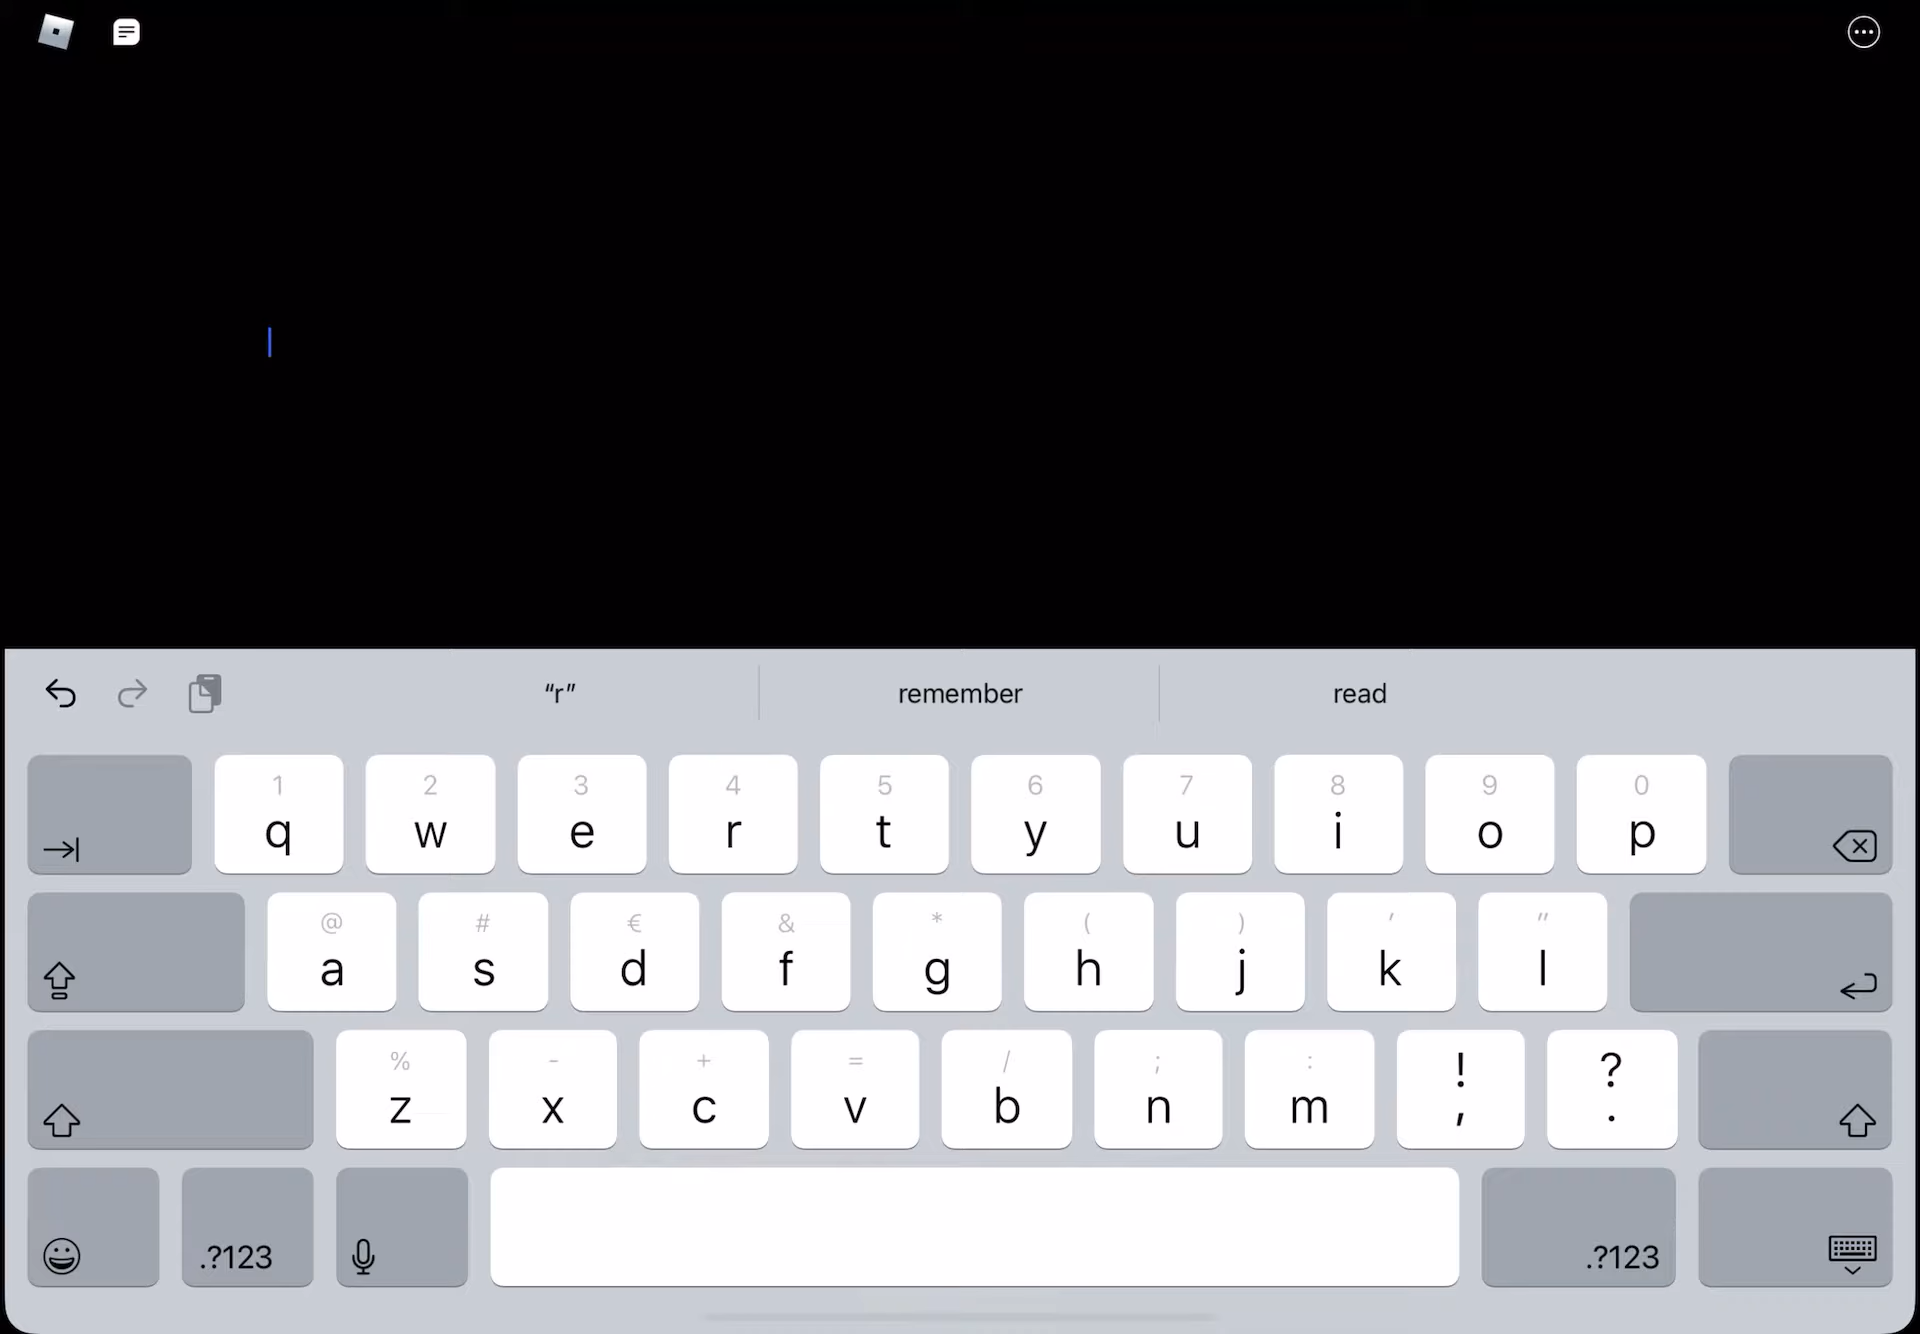 “r” remember read
1 2 3 4 5 6 7 8 9 0
q w e r t y u i o p
@ # € & * ( ) ' "
a s d f g h j k l
% - + = / ; : ! ?
z x c v b n m , .
.?123 .?123